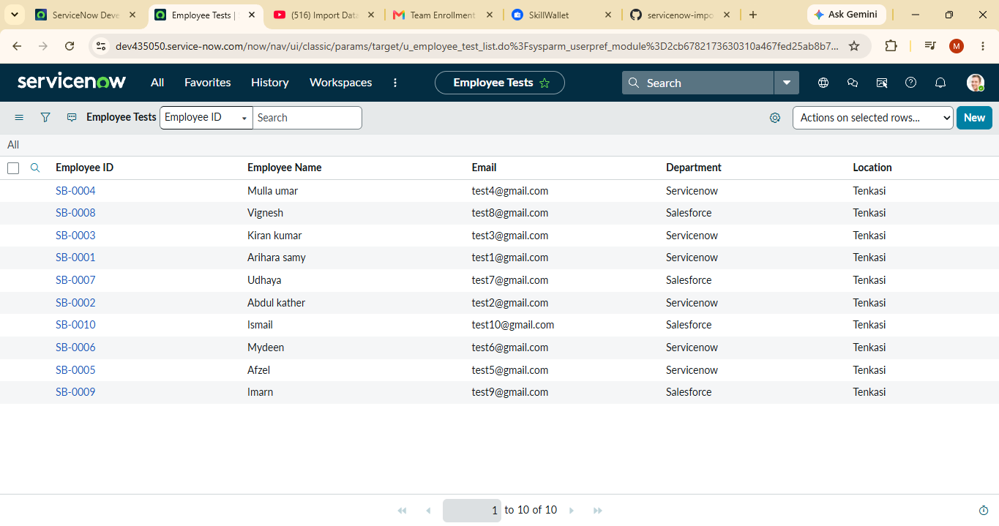 ServiceNow Deve
Employee Tests |
(516) Import Data
Team Enrollment
SkillWallet
servicenow-impo
Ask Gemini
dev435050.service-now.com/now/nav/ui/classic/params/target/u_employee_test_list.do%3Fsysparm_userpref_module%3D2cb6782173630310a467fed25ab8b7...
M
servicenow All Favorites History Workspaces Employee Tests Search
Employee Tests Employee ID Search Actions on selected rows... New
All
Employee ID Employee Name Email Department Location
SB-0004 Mulla umar test4@gmail.com Servicenow Tenkasi
SB-0008 Vignesh test8@gmail.com Salesforce Tenkasi
SB-0003 Kiran kumar test3@gmail.com Servicenow Tenkasi
SB-0001 Arihara samy test1@gmail.com Servicenow Tenkasi
SB-0007 Udhaya test7@gmail.com Salesforce Tenkasi
SB-0002 Abdul kather test2@gmail.com Servicenow Tenkasi
SB-0010 Ismail test10@gmail.com Salesforce Tenkasi
SB-0006 Mydeen test6@gmail.com Servicenow Tenkasi
SB-0005 Afzel test5@gmail.com Servicenow Tenkasi
SB-0009 Imarn test9@gmail.com Salesforce Tenkasi
1 to 10 of 10